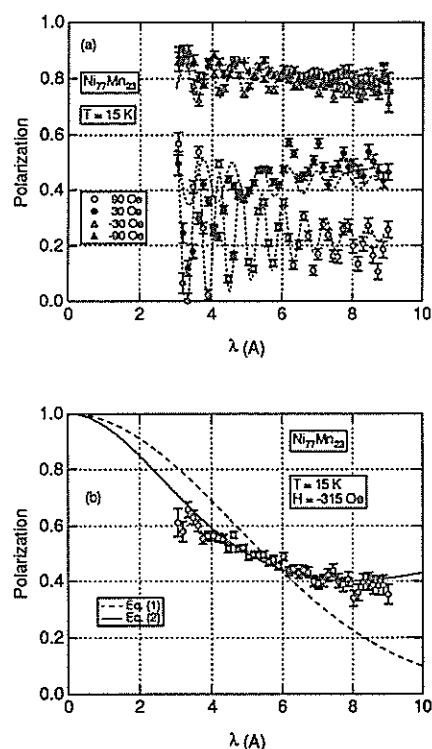 (a)
Ni77Mn23
T = 15 K
90 Oe
30 Oe
-30 Oe
-90 Oe
Polarization
1.0
0.8
0.6
0.4
0.2
0.0
0 2 4 6 8 10
λ (A)
(b)
Ni77Mn23
T = 15 K
H = -315 Oe
Eq. (1)
Eq. (2)
Polarization
1.0
0.8
0.6
0.4
0.2
0.0
0 2 4 6 8 10
λ (A)